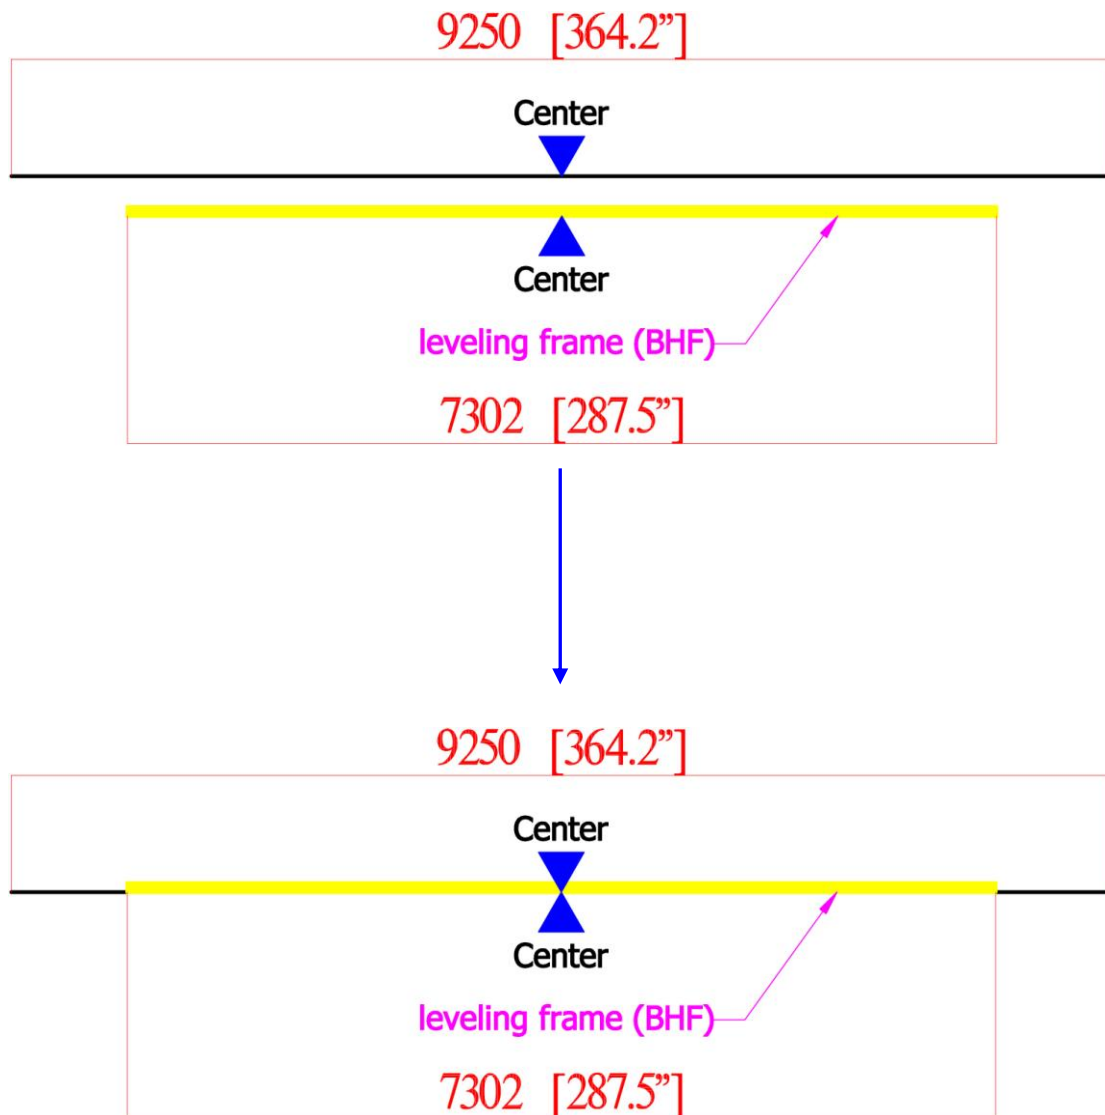 9250 [364.2”]
Center
Center
leveling frame (BHF)
7302 [287.5”]
9250 [364.2”]
Center
Center
leveling frame (BHF)
7302 [287.5”]